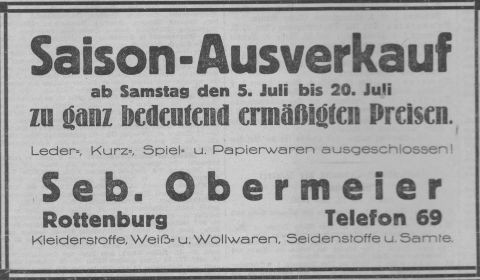 Saison-Ausverkauf
ab Samstag den 5. Juli bis 20. Juli
zu ganz bedeutend ermäßigten Preisen.
Leder-, Kurz-, Spiel- u. Papierwaren ausgeschlossen!
Seb. Obermeier
Rottenburg Telefon 69
Kleiderstoffe, Weiß- u. Wollwaren, Seidenstoffe u. Samte.